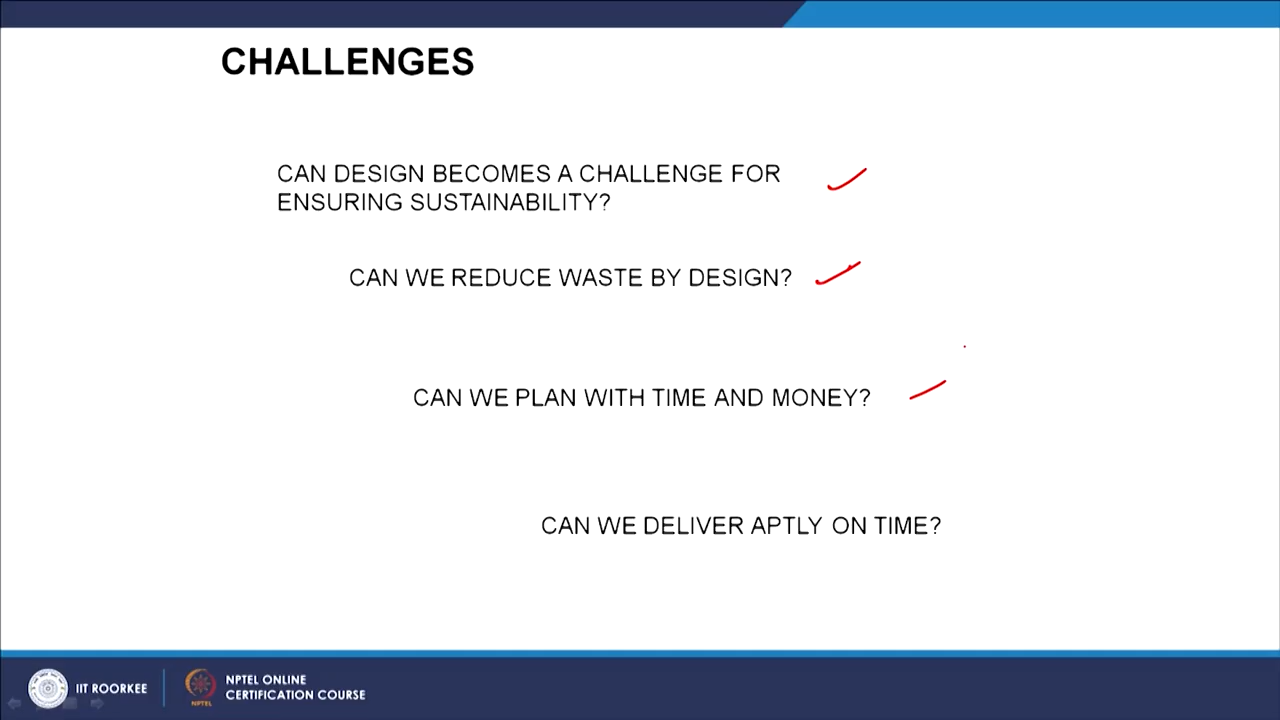 CHALLENGES
CAN DESIGN BECOMES A CHALLENGE FOR
ENSURING SUSTAINABILITY?
CAN WE REDUCE WASTE BY DESIGN?
CAN WE PLAN WITH TIME AND MONEY?
CAN WE DELIVER APTLY ON TIME?
IIT ROORKEE
NPTEL
NPTEL ONLINE
CERTIFICATION COURSE